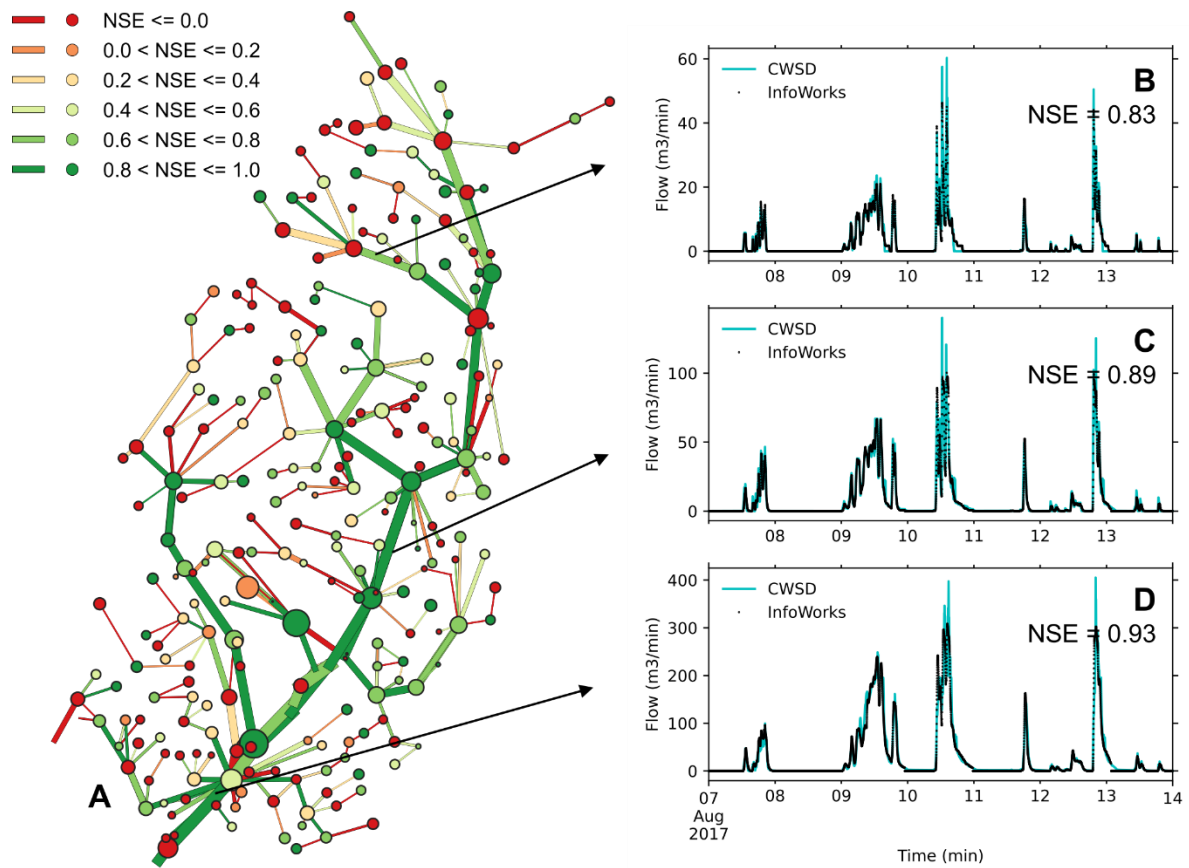 NSE <= 0.0
0.0 < NSE <= 0.2
0.2 < NSE <= 0.4
0.4 < NSE <= 0.6
0.6 < NSE <= 0.8
0.8 < NSE <= 1.0
A
CWSD
InfoWorks
B
NSE = 0.83
Flow (m3/min)
60
40
20
0
08
09
10
11
12
13
CWSD
InfoWorks
C
NSE = 0.89
Flow (m3/min)
100
50
0
08
09
10
11
12
13
CWSD
InfoWorks
D
NSE = 0.93
Flow (m3/min)
400
300
200
100
0
07
08
09
10
11
12
13
14
Aug
2017
Time (min)